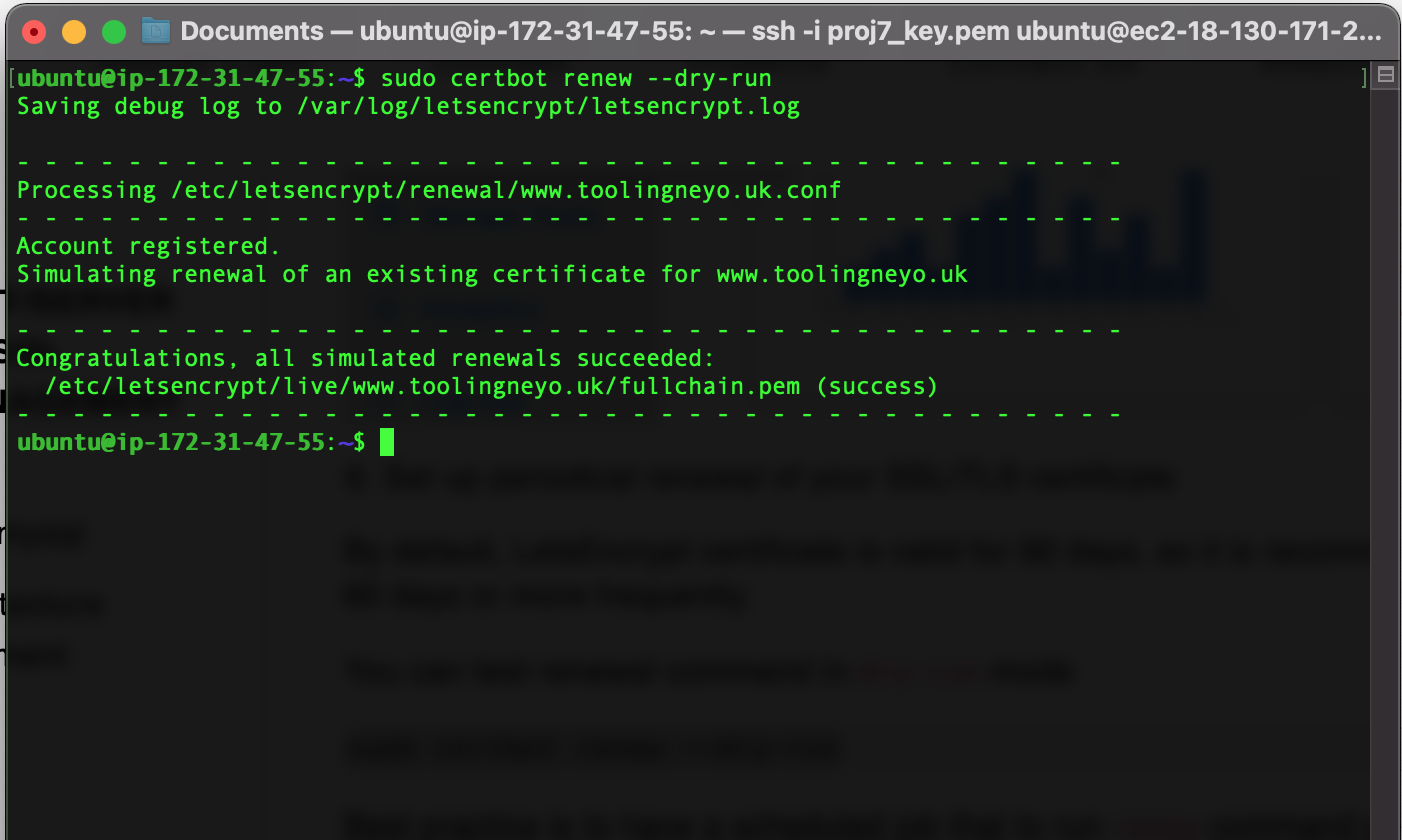 Documents — ubuntu@ip-172-31-47-55: ~ — ssh -i proj7_key.pem ubuntu@ec2-18-130-171-2...
[ubuntu@ip-172-31-47-55:~$ sudo certbot renew --dry-run ]
Saving debug log to /var/log/letsencrypt/letsencrypt.log
- - - - - - - - - - - - - - - - - - - - - - - - - - - - - - - - - - - - - - - -
Processing /etc/letsencrypt/renewal/www.toolingneyo.uk.conf
- - - - - - - - - - - - - - - - - - - - - - - - - - - - - - - - - - - - - - - -
Account registered.
Simulating renewal of an existing certificate for www.toolingneyo.uk
- - - - - - - - - - - - - - - - - - - - - - - - - - - - - - - - - - - - - - - -
Congratulations, all simulated renewals succeeded:
/etc/letsencrypt/live/www.toolingneyo.uk/fullchain.pem (success)
- - - - - - - - - - - - - - - - - - - - - - - - - - - - - - - - - - - - - - - -
ubuntu@ip-172-31-47-55:~$